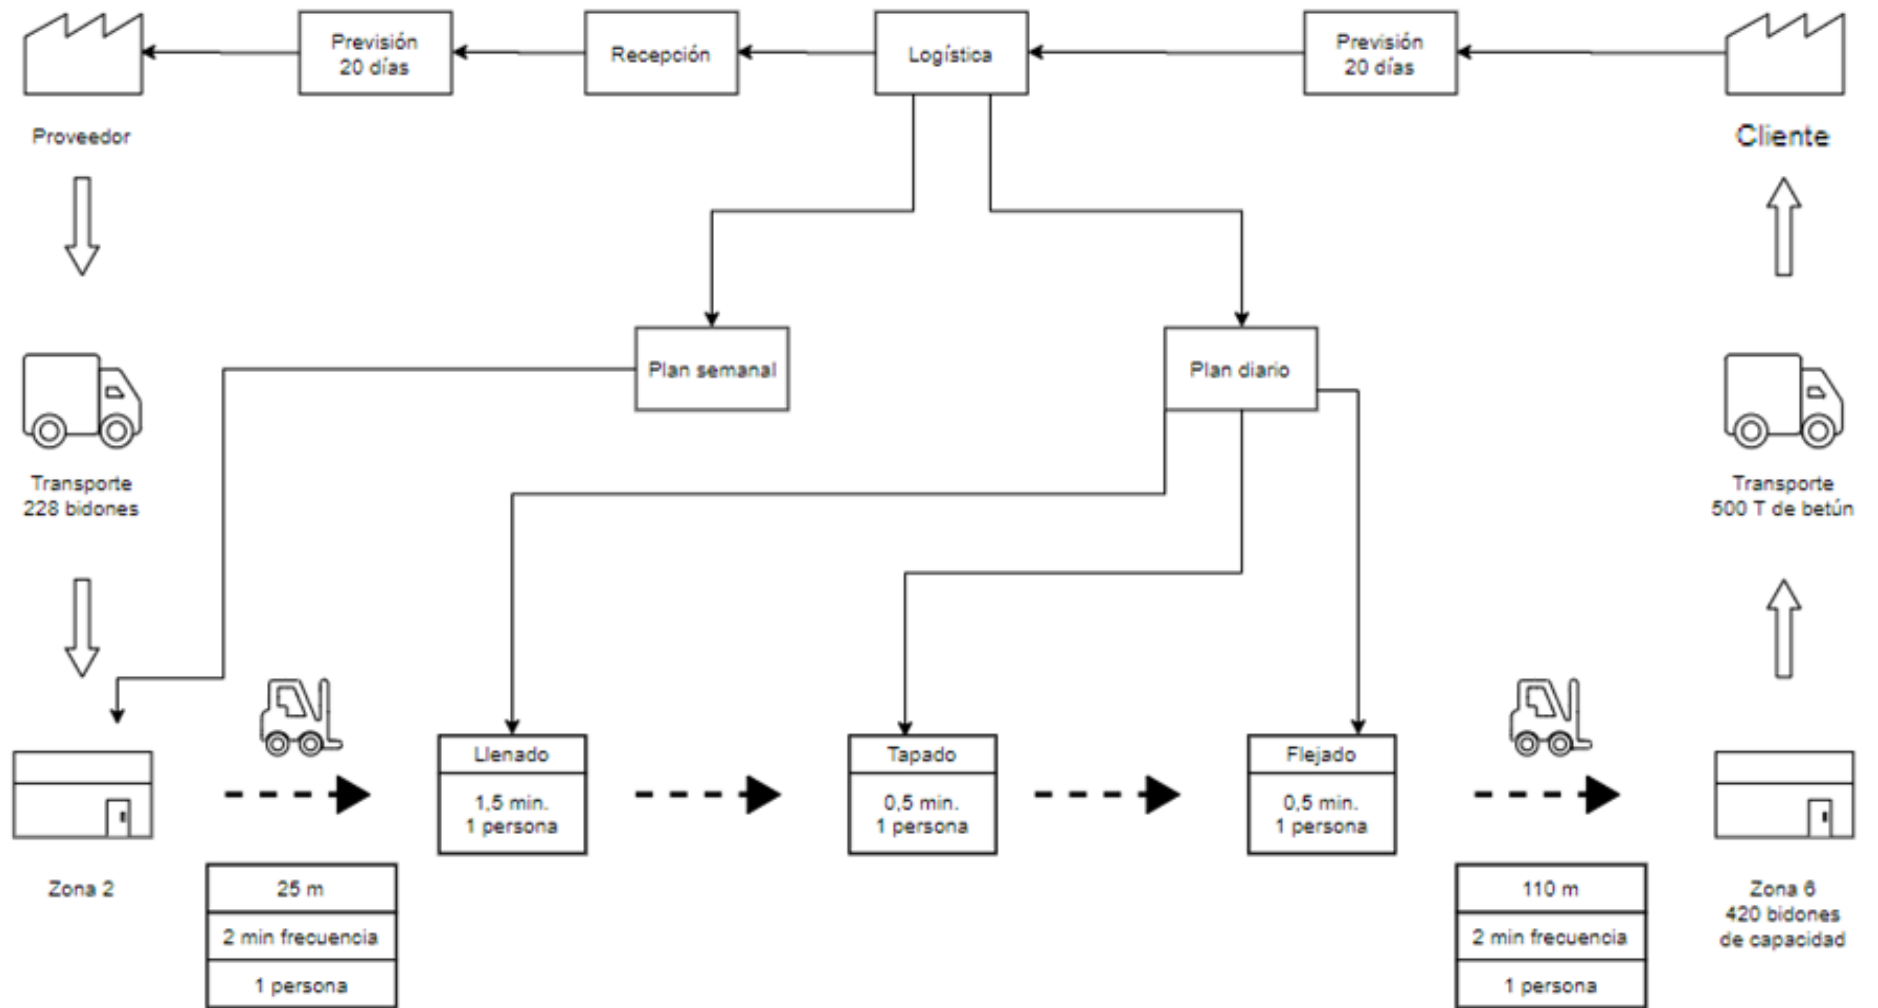 Previsión
20 días
Recepción
Logística
Previsión
20 días
Proveedor
Cliente
Plan semanal
Plan diario
Transporte
228 bidones
Transporte
500 T de betún
Llenado
1,5 min.
1 persona
Tapado
0,5 min.
1 persona
Flejado
0,5 min.
1 persona
Zona 2
25 m
2 min frecuencia
1 persona
110 m
2 min frecuencia
1 persona
Zona 6
420 bidones
de capacidad